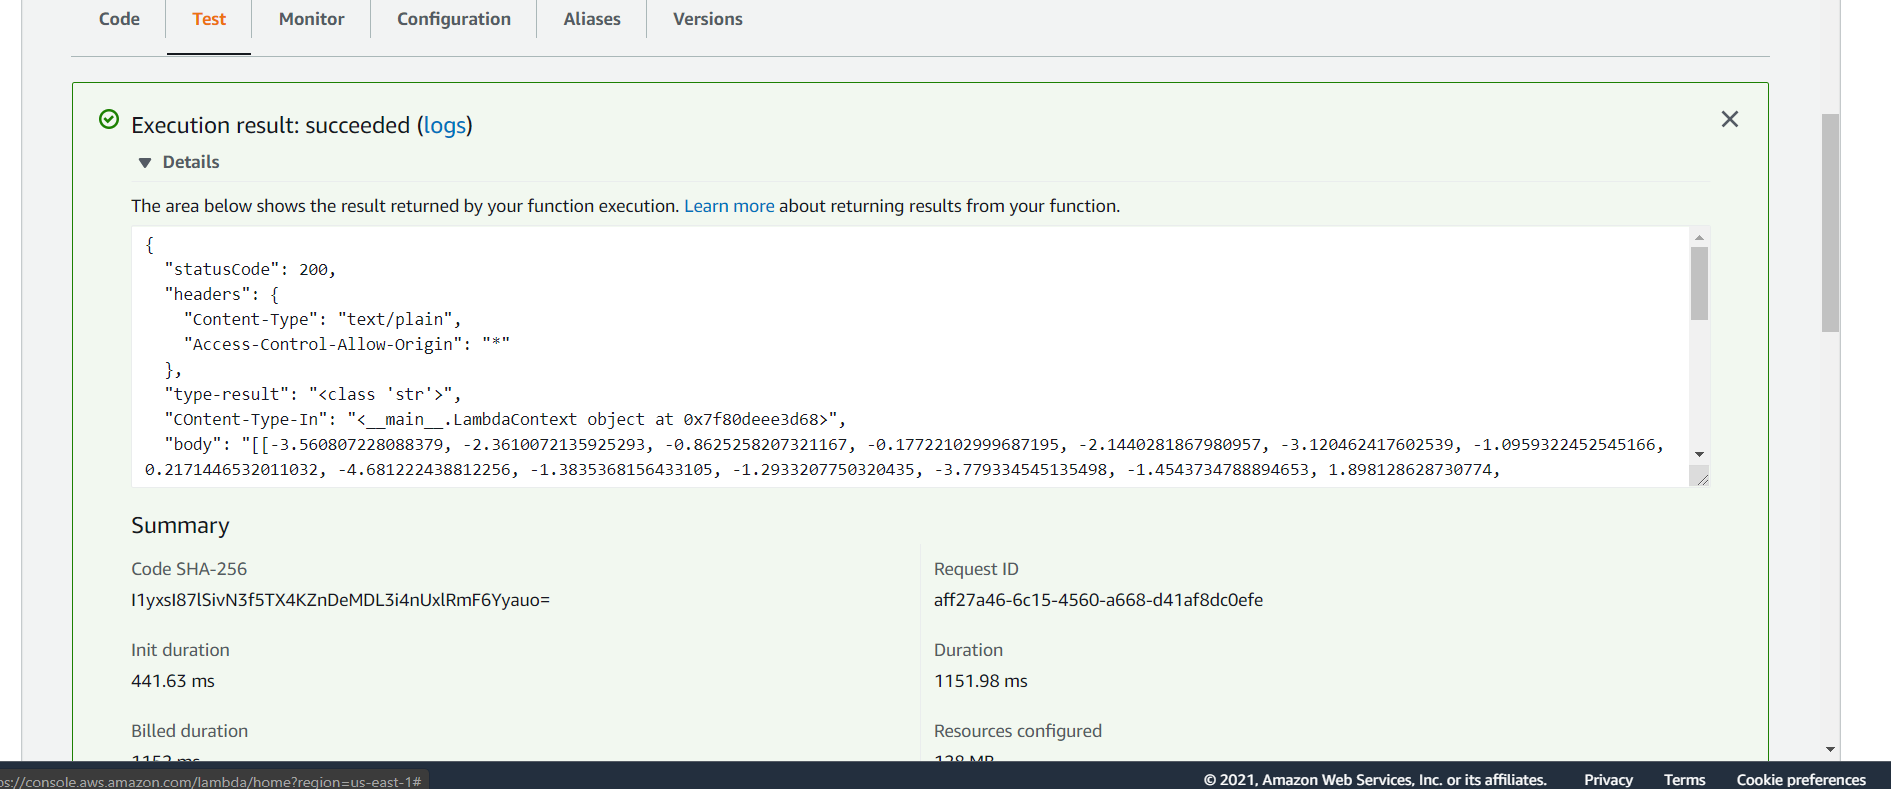 Code Test Monitor Configuration Aliases Versions
Execution result: succeeded (logs)
Details
The area below shows the result returned by your function execution. Learn more about returning results from your function.
{
"statusCode": 200,
"headers": {
"Content-Type": "text/plain",
"Access-Control-Allow-Origin": "*"
},
"type-result": "<class 'str'>",
"COntent-Type-In": "<__main__.LambdaContext object at 0x7f80deee3d68>",
"body": "[[-3.560807228088379, -2.3610072135925293, -0.8625258207321167, -0.17722102999687195, -2.1440281867980957, -3.120462417602539, -1.0959322452545166,
0.2171446532011032, -4.681222438812256, -1.3835368156433105, -1.2933207750320435, -3.779334545135498, -1.4543734788894653, 1.898128628730774,
Summary
Code SHA-256
I1yxsI87lSivN3f5TX4KZnDeMDL3i4nUxlRmF6Yyauo=
Request ID
aff27a46-6c15-4560-a668-d41af8dc0efe
Init duration
441.63 ms
Duration
1151.98 ms
Billed duration
1152 ms
Resources configured
128 MB
ps://console.aws.amazon.com/lambda/home?region=us-east-1#
© 2021, Amazon Web Services, Inc. or its affiliates. Privacy Terms Cookie preferences